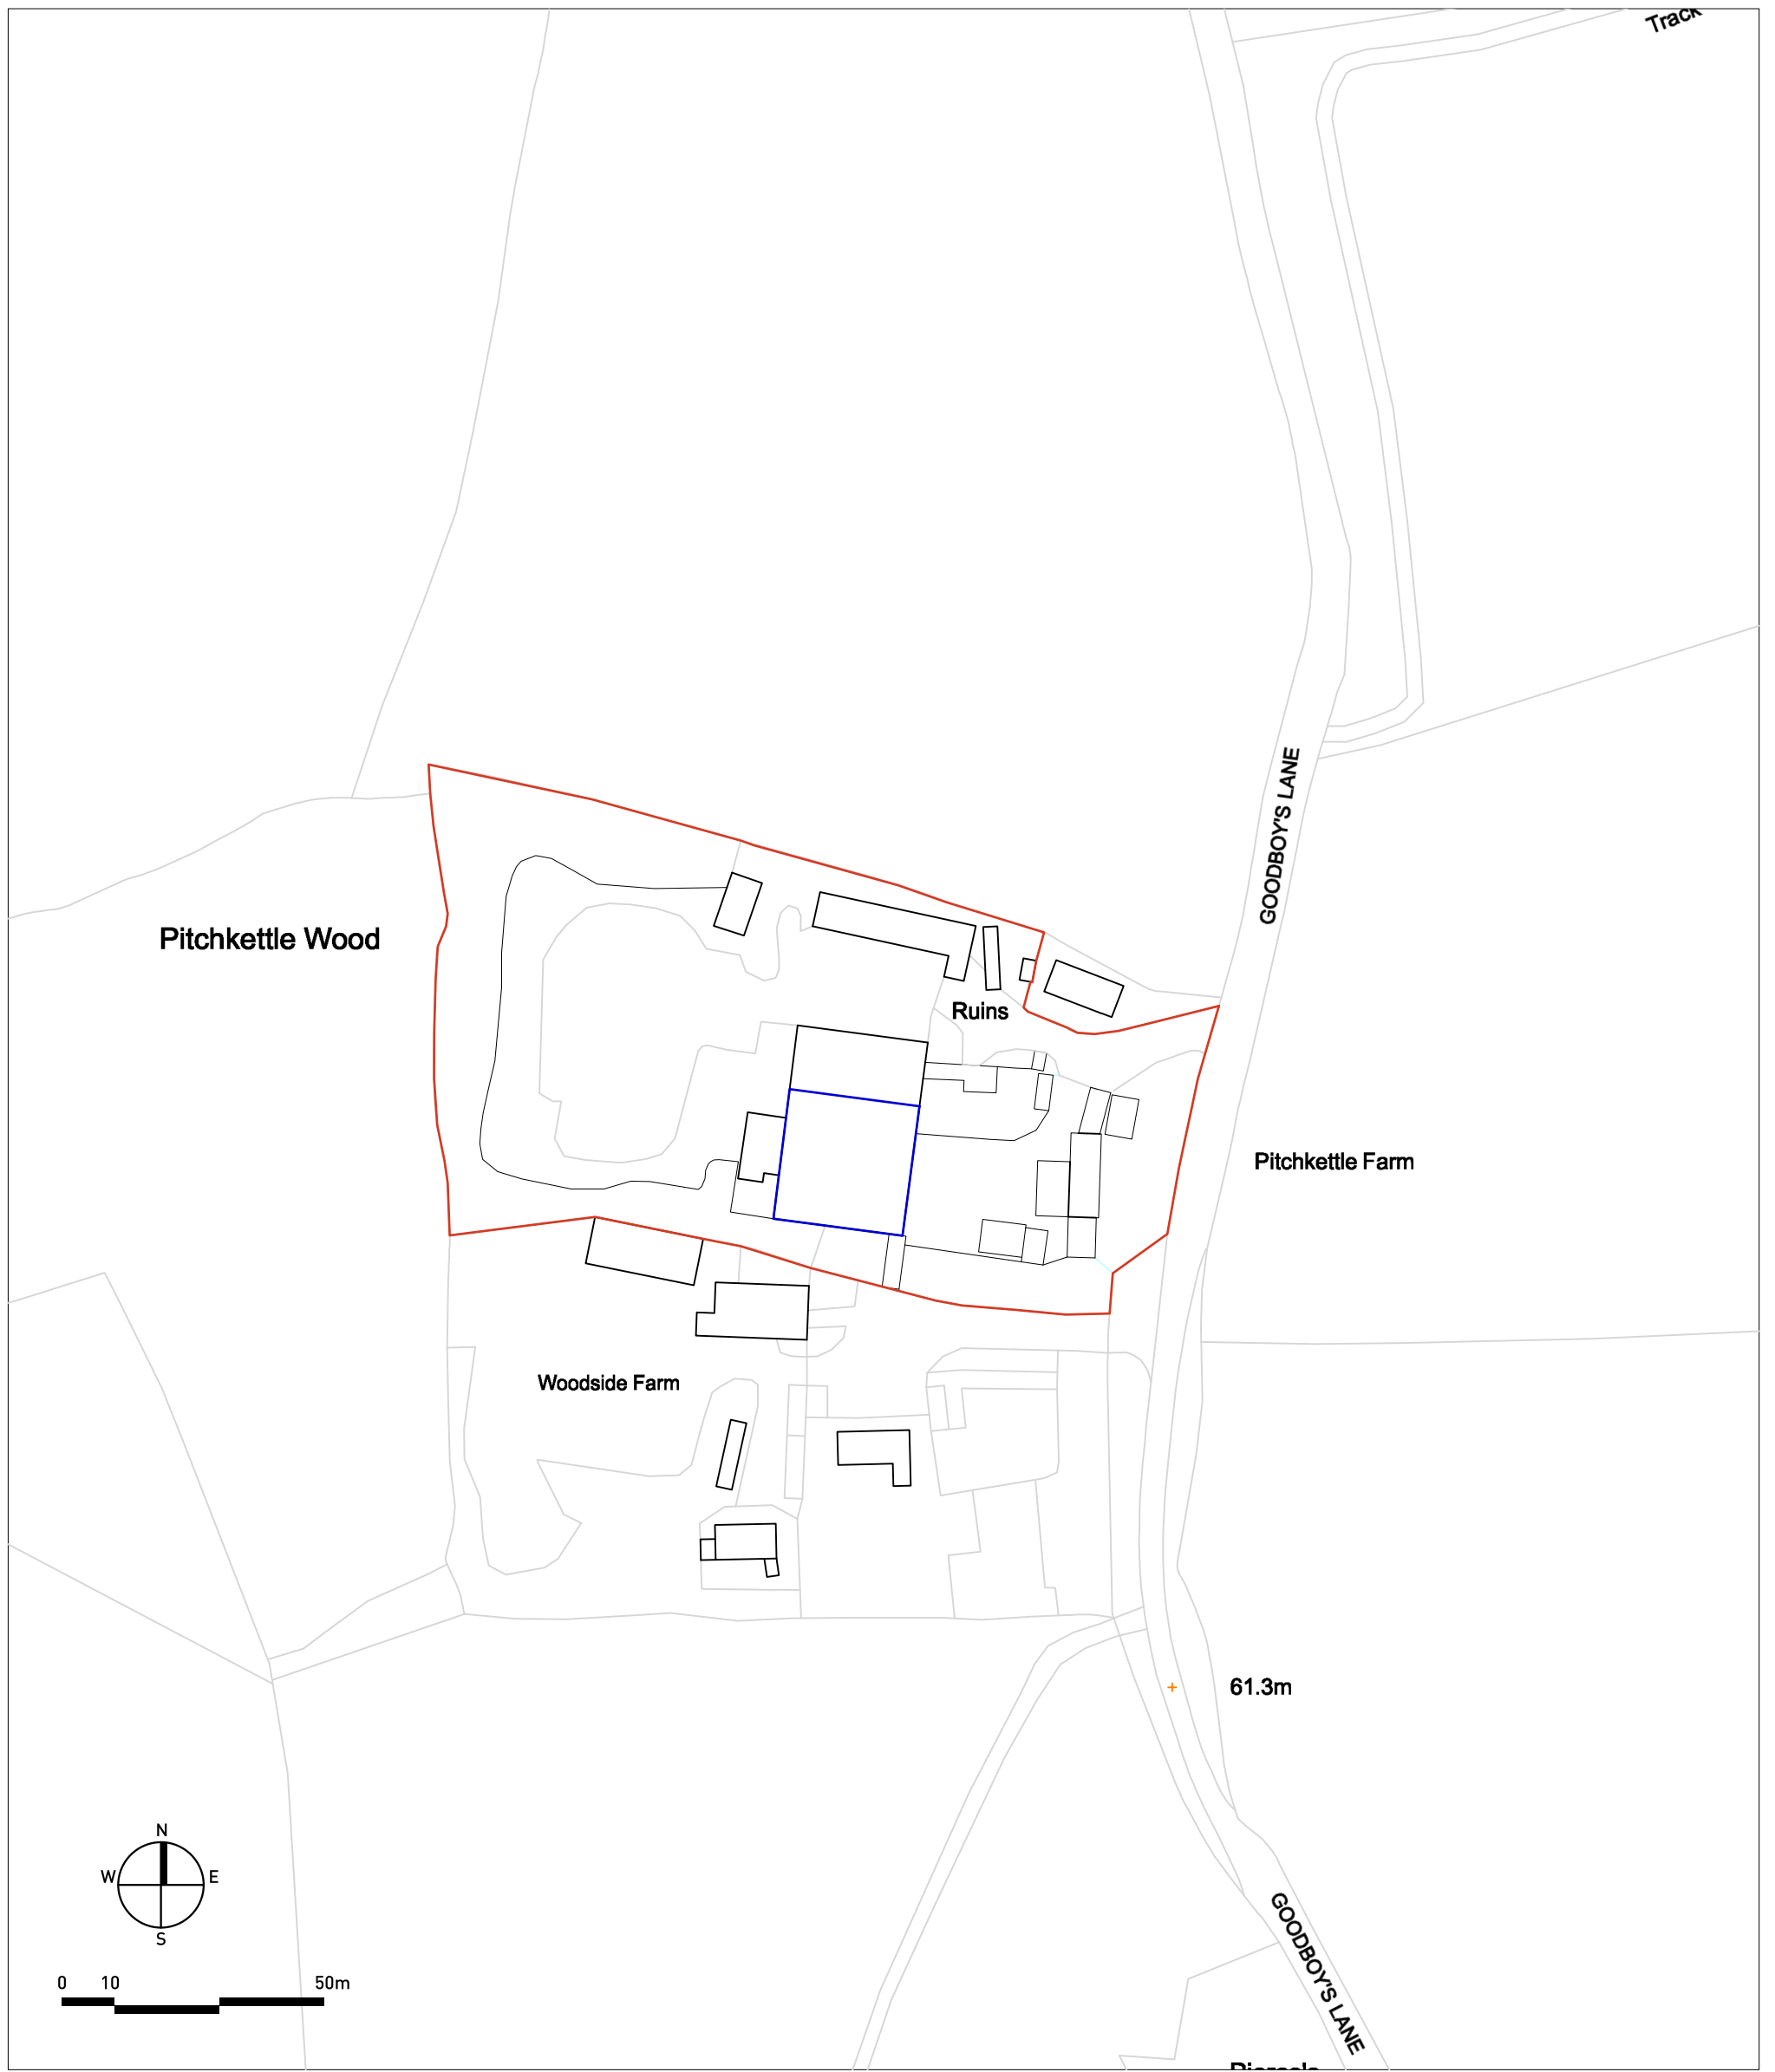 Track
GOODBOY'S LANE
Pitchkettle Wood
Ruins
Pitchkettle Farm
Woodside Farm
61.3m
N
W E
S
0 10 50m
GOODBOY'S LANE